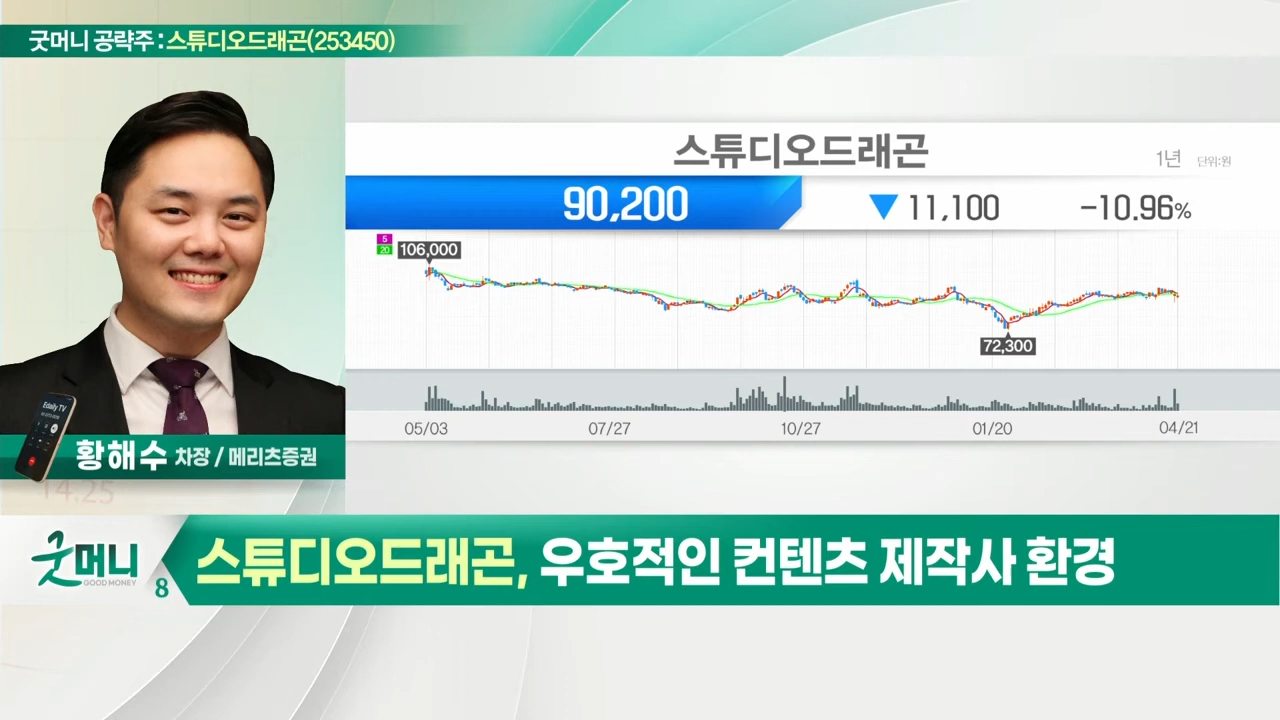 굿머니 공략주 : 스튜디오드래곤(253450)
스튜디오드래곤
1년 단위:원
90,200 ▼ 11,100 -10.96%
5
20
106,000
72,300
05/03 07/27 10/27 01/20 04/21
Edaily TV
황해수 차장 / 메리츠증권
14.25
굿머니
GOOD MONEY
8
스튜디오드래곤, 우호적인 컨텐츠 제작사 환경